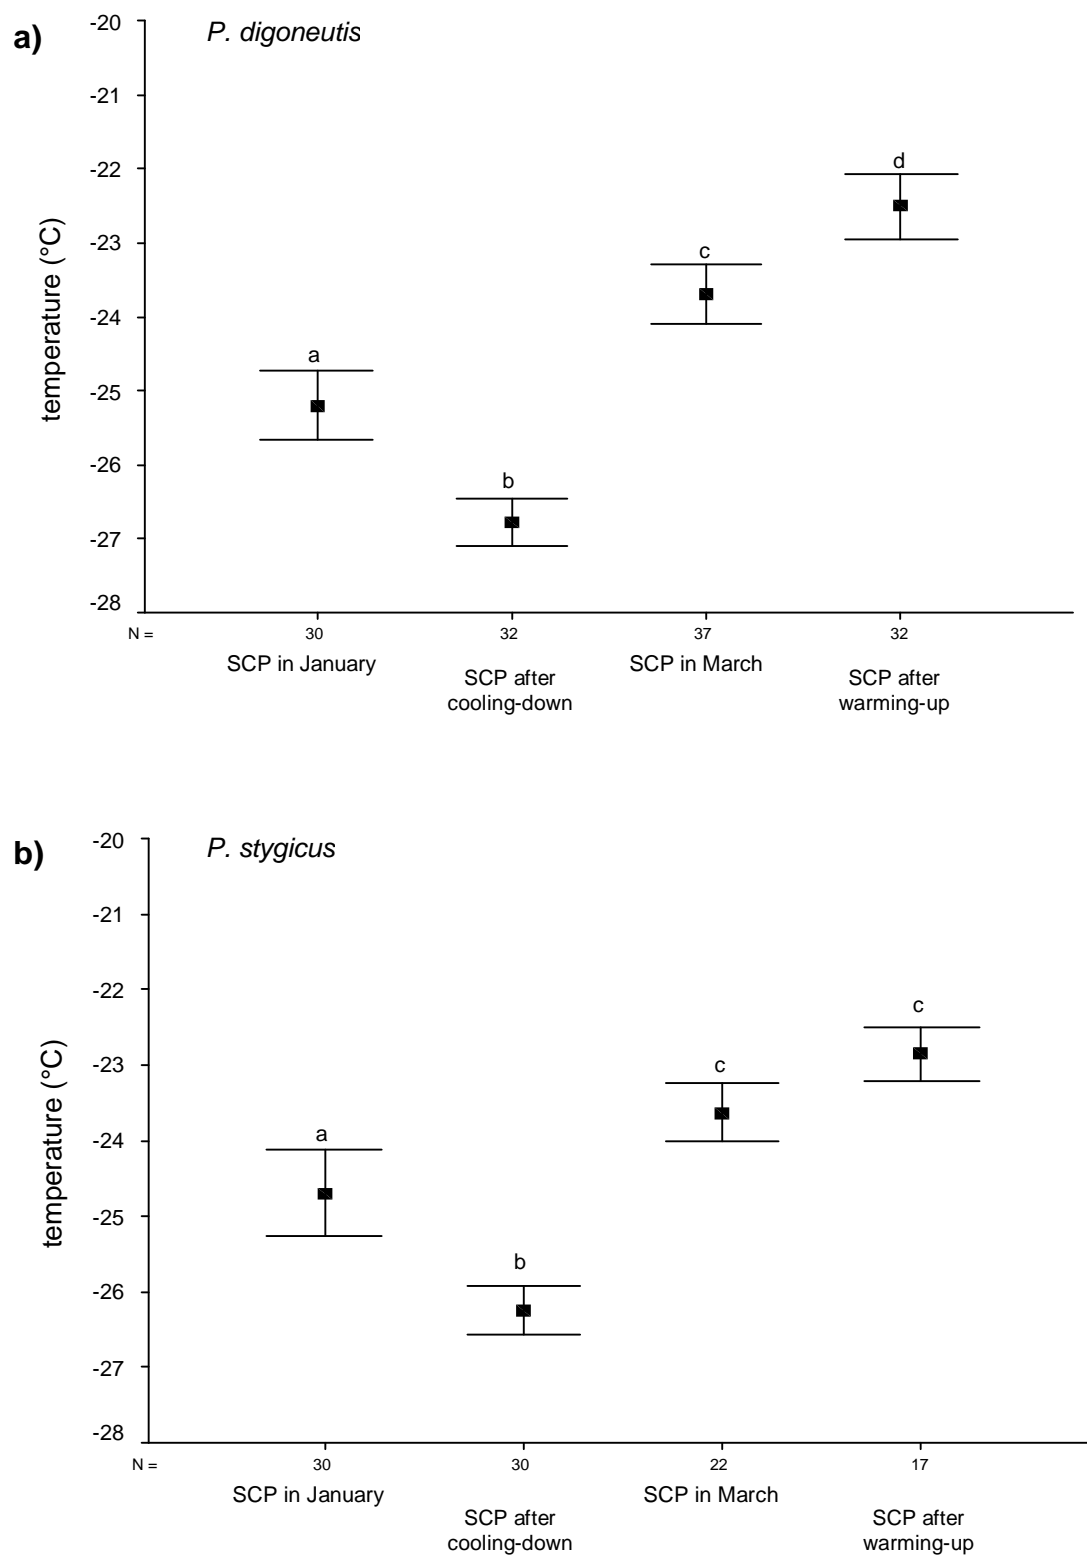 a)
P. digoneutis
temperature (°C)
-20
-21
-22
-23
-24
-25
-26
-27
-28
a
b
c
d
N =
30
32
37
32
SCP in January
SCP after
cooling-down
SCP in March
SCP after
warming-up
b)
P. stygicus
temperature (°C)
-20
-21
-22
-23
-24
-25
-26
-27
-28
a
b
c
c
N =
30
30
22
17
SCP in January
SCP after
cooling-down
SCP in March
SCP after
warming-up